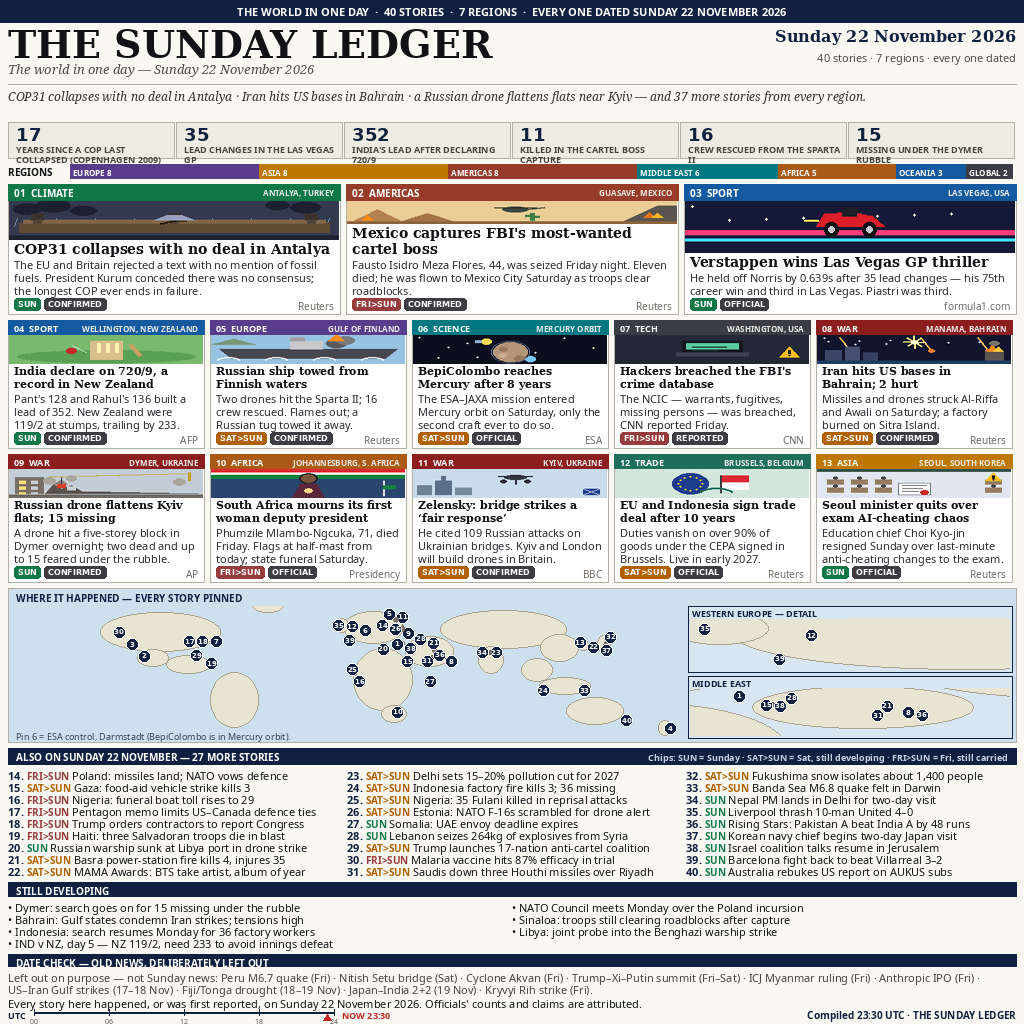 THE WORLD IN ONE DAY · 40 STORIES · 7 REGIONS · EVERY ONE DATED SUNDAY 22 NOVEMBER 2026
THE SUNDAY LEDGER
The world in one day — Sunday 22 November 2026
Sunday 22 November 2026
40 stories · 7 regions · every one dated
COP31 collapses with no deal in Antalya · Iran hits US bases in Bahrain · a Russian drone flattens flats near Kyiv — and 37 more stories from every region.
17
YEARS SINCE A COP LAST
COLLAPSED (COPENHAGEN 2009)
35
LEAD CHANGES IN THE LAS VEGAS
GP
352
INDIA'S LEAD AFTER DECLARING
720/9
11
KILLED IN THE CARTEL BOSS
CAPTURE
16
CREW RESCUED FROM THE SPARTA
II
15
MISSING UNDER THE DYMER
RUBBLE
REGIONS
EUROPE 8
ASIA 8
AMERICAS 8
MIDDLE EAST 6
AFRICA 5
OCEANIA 3
GLOBAL 2
01 CLIMATE
ANTALYA, TURKEY
COP31 collapses with no deal in Antalya
The EU and Britain rejected a text with no mention of fossil
fuels. President Kurum conceded there was no consensus;
the longest COP ever ends in failure.
SUN CONFIRMED
Reuters
02 AMERICAS
GUASAVE, MEXICO
Mexico captures FBI's most-wanted
cartel boss
Fausto Isidro Meza Flores, 44, was seized Friday night. Eleven
died; he was flown to Mexico City Saturday as troops clear
roadblocks.
FRI>SUN CONFIRMED
Reuters
03 SPORT
LAS VEGAS, USA
Verstappen wins Las Vegas GP thriller
He held off Norris by 0.639s after 35 lead changes — his 75th
career win and third in Las Vegas. Piastri was third.
SUN OFFICIAL
formula1.com
04 SPORT
WELLINGTON, NEW ZEALAND
India declare on 720/9, a
record in New Zealand
Pant's 128 and Rahul's 136 built a
lead of 352. New Zealand were
119/2 at stumps, trailing by 233.
SUN CONFIRMED
AFP
05 EUROPE
GULF OF FINLAND
Russian ship towed from
Finnish waters
Two drones hit the Sparta II; 16
crew rescued. Flames out; a
Russian tug towed it away.
SAT>SUN CONFIRMED
Reuters
06 SCIENCE
MERCURY ORBIT
BepiColombo reaches
Mercury after 8 years
The ESA–JAXA mission entered
Mercury orbit on Saturday, only the
second craft ever to do so.
SAT>SUN OFFICIAL
ESA
07 TECH
WASHINGTON, USA
Hackers breached the FBI's
crime database
The NCIC — warrants, fugitives,
missing persons — was breached,
CNN reported Friday.
FRI>SUN REPORTED
CNN
08 WAR
MANAMA, BAHRAIN
Iran hits US bases in
Bahrain; 2 hurt
Missiles and drones struck Al-Riffa
and Awali on Saturday; a factory
burned on Sitra Island.
SAT>SUN CONFIRMED
Reuters
09 WAR
DYMER, UKRAINE
Russian drone flattens Kyiv
flats; 15 missing
A drone hit a five-storey block in
Dymer overnight; two dead and up
to 15 feared under the rubble.
SUN CONFIRMED
AP
10 AFRICA
JOHANNESBURG, S. AFRICA
South Africa mourns its first
woman deputy president
Phumzile Mlambo-Ngcuka, 71, died
Friday. Flags at half-mast from
today; state funeral Saturday.
FRI>SUN OFFICIAL
Presidency
11 WAR
KYIV, UKRAINE
Zelensky: bridge strikes a
‘fair response’
He cited 109 Russian attacks on
Ukrainian bridges. Kyiv and London
will build drones in Britain.
SAT>SUN CONFIRMED
BBC
12 TRADE
BRUSSELS, BELGIUM
EU and Indonesia sign trade
deal after 10 years
Duties vanish on over 90% of
goods under the CEPA signed in
Brussels. Live in early 2027.
SAT>SUN OFFICIAL
Reuters
13 ASIA
SEOUL, SOUTH KOREA
Seoul minister quits over
exam AI-cheating chaos
Education chief Choi Kyo-jin
resigned Sunday over last-minute
anti-cheating changes to the exam.
SUN OFFICIAL
Reuters
WHERE IT HAPPENED — EVERY STORY PINNED
30
3
2
17
18
7
29
19
35
12
6
39
5
14
13
26
9
28
21
20
1
38
15
31
36
8
25
16
27
10
34
23
13
22
32
37
24
33
40
4
Pin 6 = ESA control, Darmstadt (BepiColombo is in Mercury orbit).
WESTERN EUROPE — DETAIL
35
12
39
MIDDLE EAST
1
15
38
28
31
21
8
36
ALSO ON SUNDAY 22 NOVEMBER — 27 MORE STORIES
Chips: SUN = Sunday · SAT>SUN = Sat, still developing · FRI>SUN = Fri, still carried
14. FRI>SUN Poland: missiles land; NATO vows defence
15. SAT>SUN Gaza: food-aid vehicle strike kills 3
16. FRI>SUN Nigeria: funeral boat toll rises to 29
17. FRI>SUN Pentagon memo limits US–Canada defence
18. FRI>SUN Trump orders contractors to report Congress
19. FRI>SUN Haiti: three Salvadoran troops die in blast
20. SUN Russian warship sunk at Libya port in drone strike
21. SAT>SUN Basra power-station fire kills 4, injures 35
22. SAT>SUN MAMA Awards: BTS take artist, album of year
23. SAT>SUN Delhi sets 15–20% pollution cut for 2027
24. SAT>SUN Indonesia factory fire kills 3; 36 missing
25. SAT>SUN Nigeria: 35 Fulani killed in reprisal attacks
26. SAT>SUN Estonia: NATO F-16s scrambled for drone alert
27. SUN Somalia: UAE envoy deadline expires
28. SUN Lebanon seizes 264kg of explosives from Syria
29. SAT>SUN Trump launches 17-nation anti-cartel coalition
30. FRI>SUN Malaria vaccine hits 87% efficacy in trial
31. SAT>SUN Saudis down three Houthi missiles over Riyadh
32. SAT>SUN Fukushima snow isolates about 1,400 people
33. SAT>SUN Banda Sea M6.8 quake felt in Darwin
34. SUN Nepal PM lands in Delhi for two-day visit
35. SUN Liverpool thrash 10-man United 4–0
36. SUN Rising Stars: Pakistan A beat India A by 48 runs
37. SUN Korean navy chief begins two-day Japan visit
38. SUN Israel coalition talks resume in Jerusalem
39. SUN Barcelona fight back to beat Villarreal 3–2
40. SUN Australia rebukes US report on AUKUS subs
STILL DEVELOPING
• Dymer: search goes on for 15 missing under the rubble
• Bahrain: Gulf states condemn Iran strikes; tensions high
• Indonesia: search resumes Monday for 36 factory workers
• IND v NZ, day 5 — NZ 119/2, need 233 to avoid innings defeat
• NATO Council meets Monday over the Poland incursion
• Sinaloa: troops still clearing roadblocks after capture
• Libya: joint probe into the Benghazi warship strike
DATE CHECK — OLD NEWS, DELIBERATELY LEFT OUT
Left out on purpose — not Sunday news: Peru M6.7 quake (Fri) · Nitish Setu bridge (Sat) · Cyclone Akvan (Fri) · Trump–Xi–Putin summit (Fri–Sat) · ICJ Myanmar ruling (Fri) · Anthropic IPO (Fri) ·
US–Iran Gulf strikes (17–18 Nov) · Fiji/Tonga drought (18–19 Nov) · Japan–India 2+2 (19 Nov) · Kryvyi Rih strike (Fri).
Every story here happened, or was first reported, on Sunday 22 November 2026. Officials' counts and claims are attributed.
UTC
00
06
12
18
24
NOW 23:30
Compiled 23:30 UTC · THE SUNDAY LEDGER